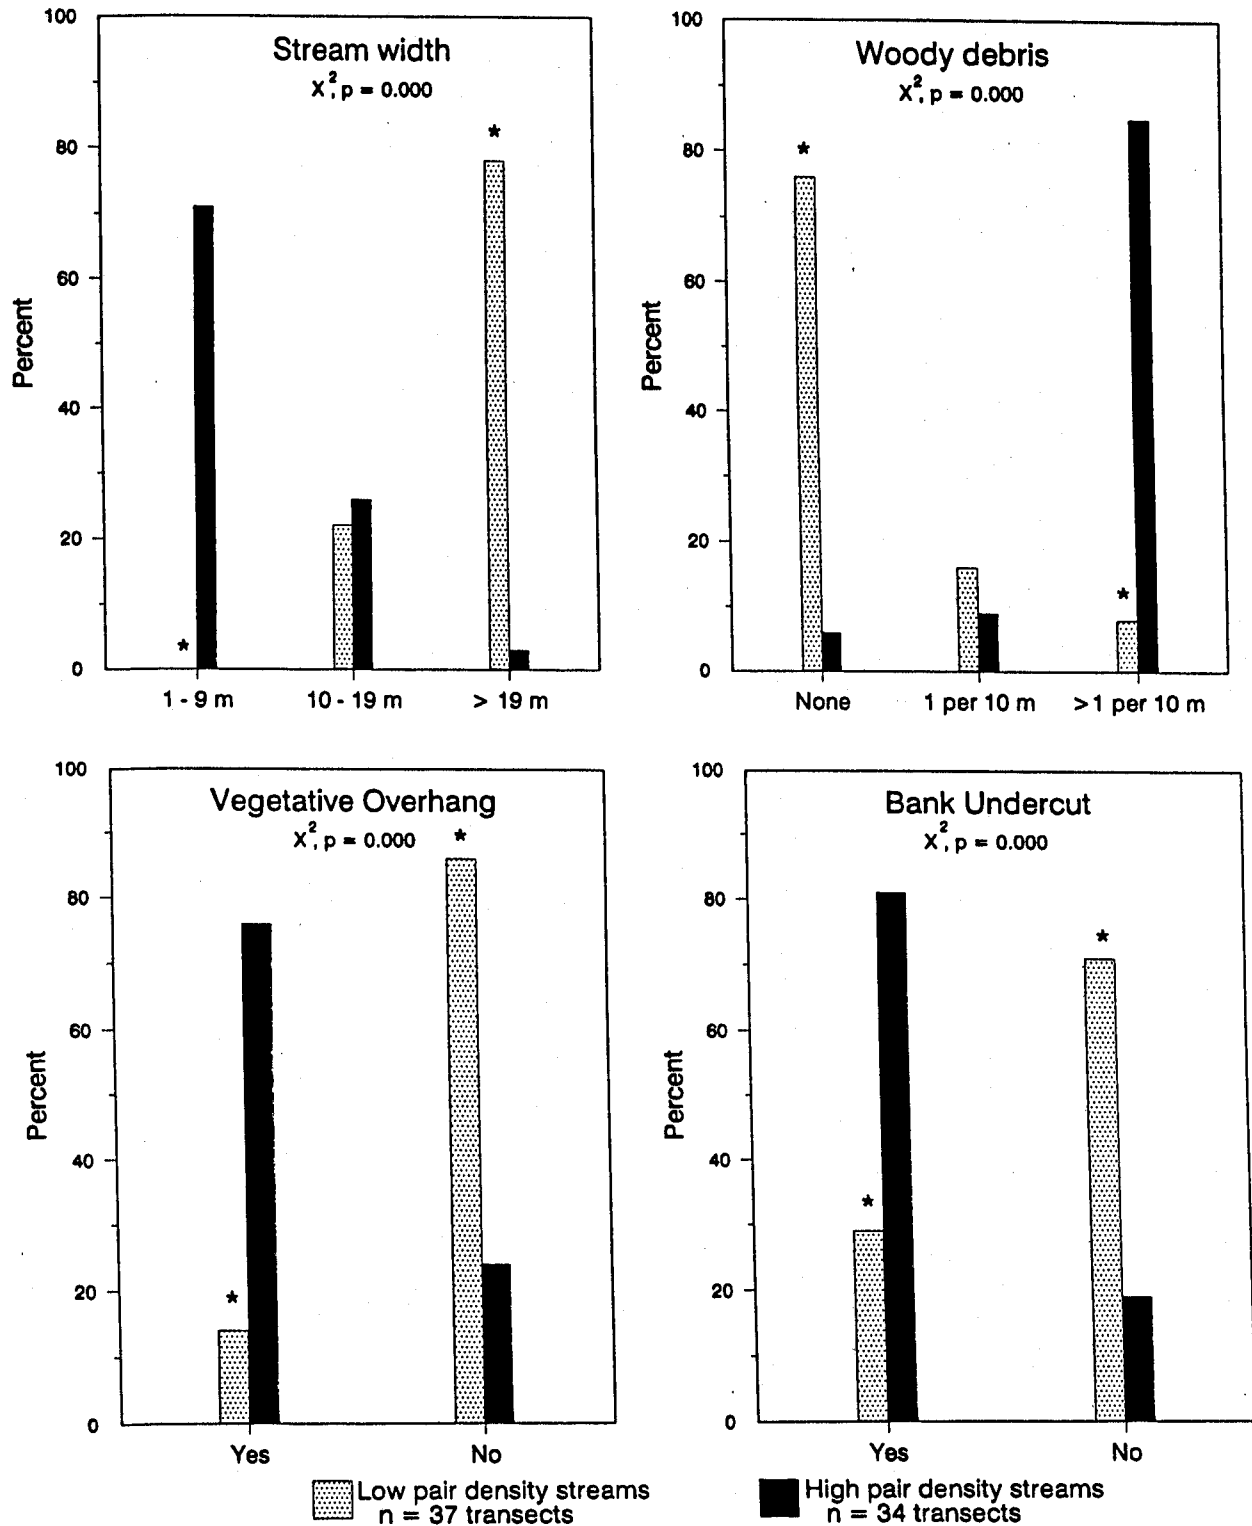 Stream width
X², p = 0.000
Percent
100
80
60
40
20
0
*
*
1 - 9 m
10 - 19 m
> 19 m
Woody debris
X², p = 0.000
Percent
100
80
60
40
20
0
*
*
None
1 per 10 m
>1 per 10 m
Vegetative Overhang
X², p = 0.000
Percent
100
80
60
40
20
0
*
*
Yes
No
Bank Undercut
X², p = 0.000
Percent
100
80
60
40
20
0
*
*
Yes
No
Low pair density streams
n = 37 transects
High pair density streams
n = 34 transects